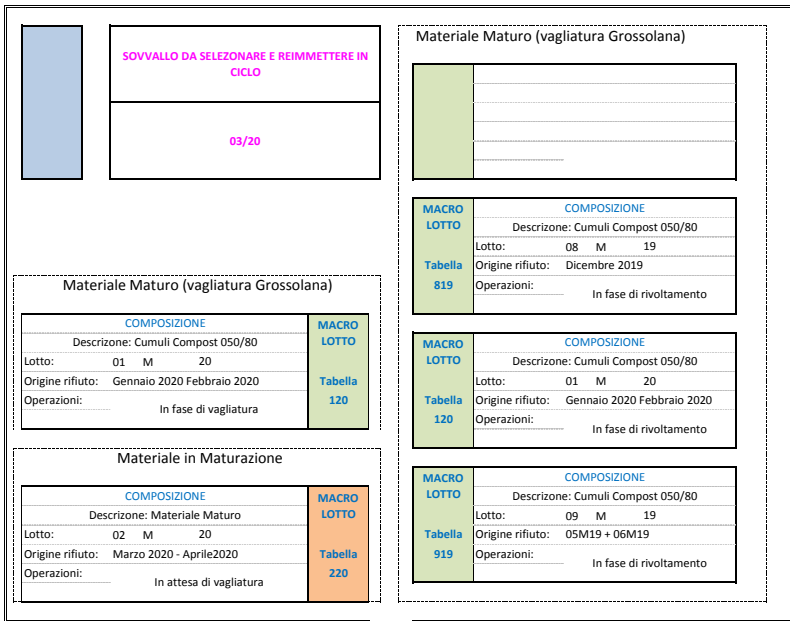 SOVVALLO DA SELEZONARE E REIMMETTERE IN
CICLO
03/20
Materiale Maturo (vagliatura Grossolana)
COMPOSIZIONE
MACRO
LOTTO
Descrizone: Cumuli Compost 050/80
Lotto: 01 M 20
Origine rifiuto: Gennaio 2020 Febbraio 2020
Tabella
Operazioni:
120
In fase di vagliatura
Materiale in Maturazione
COMPOSIZIONE
MACRO
LOTTO
Descrizone: Materiale Maturo
Lotto: 02 M 20
Origine rifiuto: Marzo 2020 - Aprile2020
Tabella
Operazioni:
220
In attesa di vagliatura
Materiale Maturo (vagliatura Grossolana)
MACRO
LOTTO
COMPOSIZIONE
Descrizone: Cumuli Compost 050/80
Lotto: 08 M 19
Tabella
Origine rifiuto: Dicembre 2019
819
Operazioni:
In fase di rivoltamento
MACRO
LOTTO
COMPOSIZIONE
Descrizone: Cumuli Compost 050/80
Lotto: 01 M 20
Tabella
Origine rifiuto: Gennaio 2020 Febbraio 2020
120
Operazioni:
In fase di rivoltamento
MACRO
LOTTO
COMPOSIZIONE
Descrizone: Cumuli Compost 050/80
Lotto: 09 M 19
Tabella
Origine rifiuto: 05M19 + 06M19
919
Operazioni:
In fase di rivoltamento